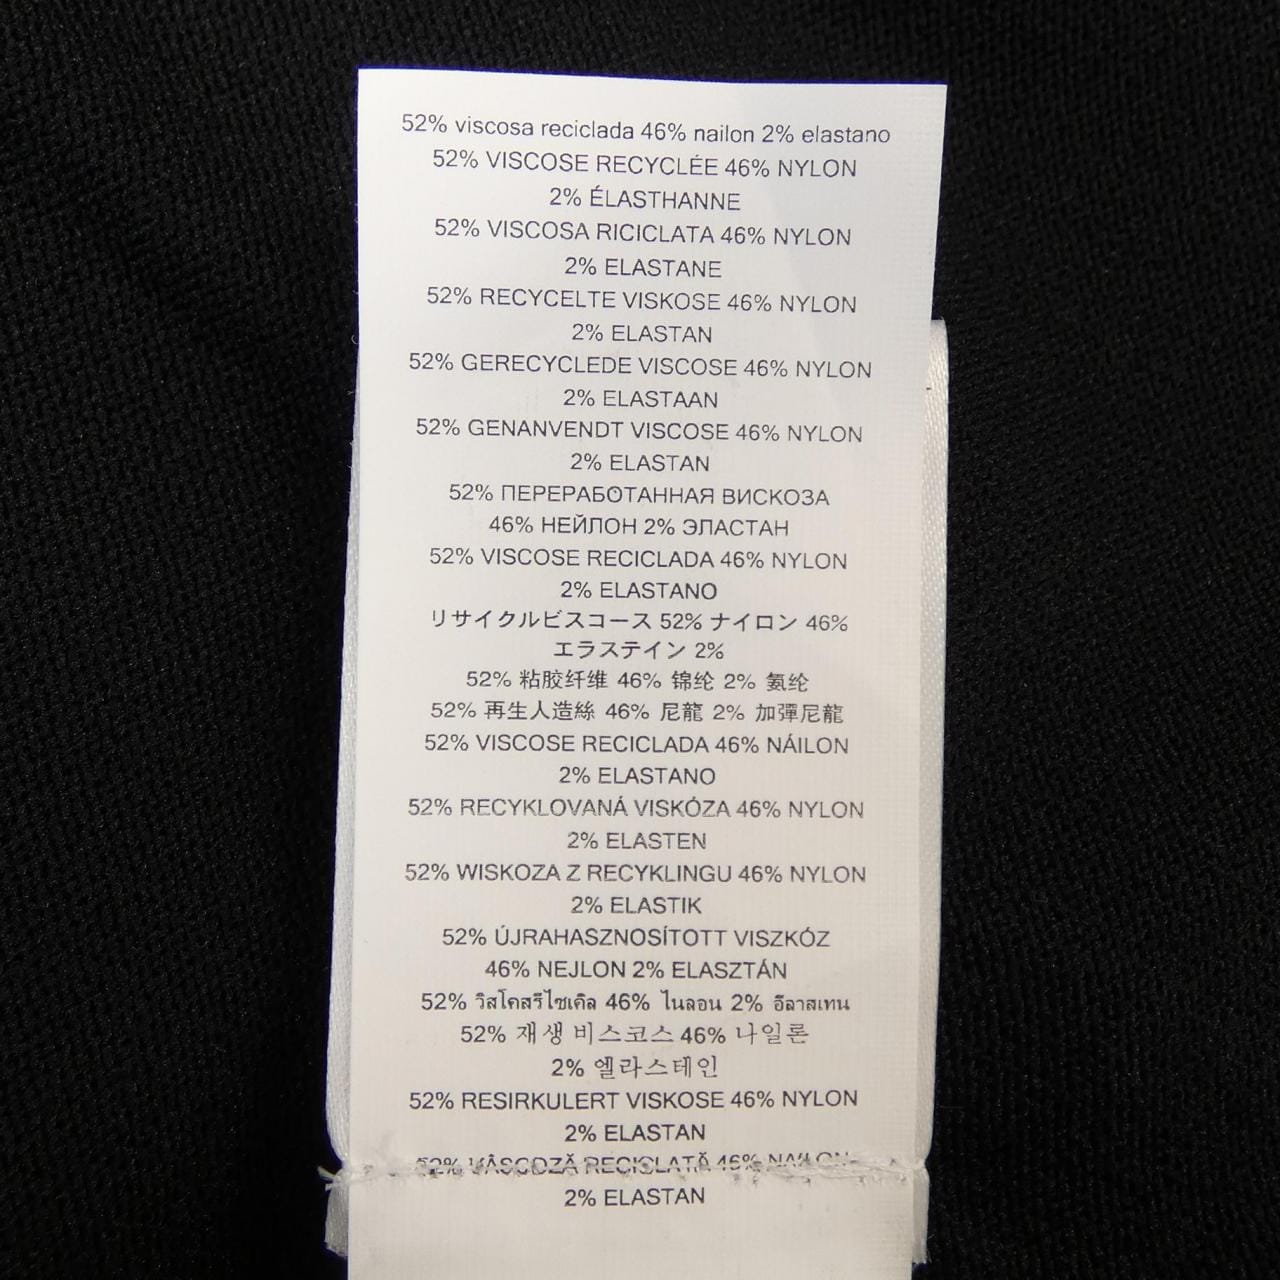 52% viscosa reciclada 46% nailon 2% elastano
52% VISCOSE RECYCLÉE 46% NYLON
2% ÉLASTHANNE
52% VISCOSA RICICLATA 46% NYLON
2% ELASTANE
52% RECYCELTE VISKOSE 46% NYLON
2% ELASTAN
52% GERECYCLEDE VISCOSE 46% NYLON
2% ELASTAAN
52% GENANVENDT VISCOSE 46% NYLON
2% ELASTAN
52% ПЕРЕРАБОТАННАЯ ВИСКОЗА
46% НЕЙЛОН 2% ЭЛАСТАН
52% VISCOSE RECICLADA 46% NYLON
2% ELASTANO
リサイクルビスコース 52% ナイロン 46%
エラステイン 2%
52% 粘胶纤维 46% 锦纶 2% 氨纶
52% 再生人造絲 46% 尼龍 2% 加彈尼龍
52% VISCOSE RECICLADA 46% NÁILON
2% ELASTANO
52% RECYKLOVANÁ VISKÓZA 46% NYLON
2% ELASTEN
52% WISKOZA Z RECYKLINGU 46% NYLON
2% ELASTIK
52% ÚJRAHASZNOSÍTOTT VISZKÓZ
46% NEJLON 2% ELASZTÁN
52% วิสโคสรีไซเคิล 46% ไนลอน 2% อีลาสเทน
52% 재생 비스코스 46% 나일론
2% 엘라스테인
52% RESIRKULERT VISKOSE 46% NYLON
2% ELASTAN
52% RECICLATĂ 46%
2% ELASTAN